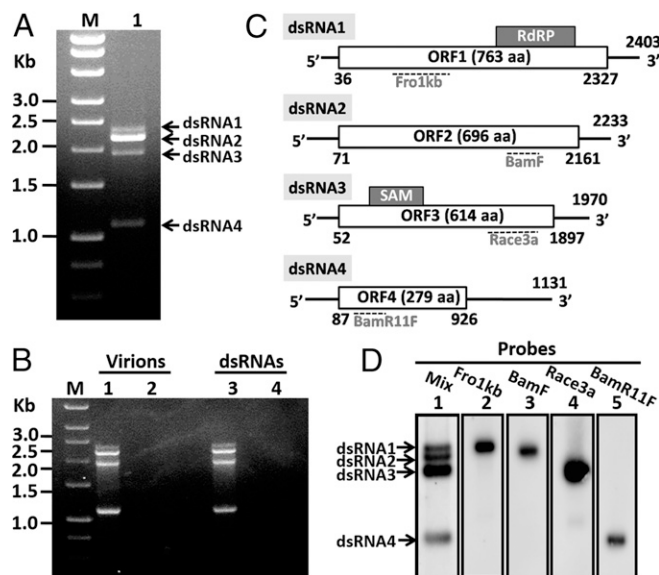 A
M 1
Kb
3.0
2.5
2.0
1.5
1.0
dsRNA1
dsRNA2
dsRNA3
dsRNA4
B
Virions dsRNAs
M 1 2 3 4
Kb
3.0
2.5
2.0
1.5
1.0
C
dsRNA1
RdRP
2403
5’ ORF1 (763 aa) 3’
36 2327
Fro1kb
dsRNA2
2233
5’ ORF2 (696 aa) 3’
71 2161
BamF
dsRNA3
SAM
1970
5’ ORF3 (614 aa) 3’
52 1897
Race3a
dsRNA4
1131
5’ ORF4 (279 aa) 3’
87 926
BamR11F
D
Probes
Mix Fro1kb BamF Race3a BamR11F
1 2 3 4 5
dsRNA1
dsRNA2
dsRNA3
dsRNA4